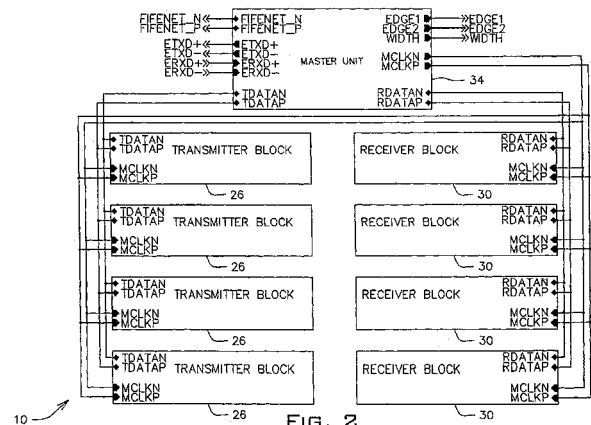 FIFENET_N FIFENET_N EDGE1 EDGE1
FIFENET_P FIFENET_P EDGE2 EDGE2
ETXD+ ETXD+ WIDTH WIDTH
ETXD- ETXD-
ERXD+ ERXD+ MASTER UNIT MCLKN
ERXD- ERXD- MCLKP
34
TDATAN RDATAN
TDATAP RDATAP
TDATAN RDATAN
TDATAP TRANSMITTER BLOCK RECEIVER BLOCK RDATAP
MCLKN MCLKN
MCLKP MCLKP
26 30
TDATAN RDATAN
TDATAP TRANSMITTER BLOCK RECEIVER BLOCK RDATAP
MCLKN MCLKN
MCLKP MCLKP
26 30
TDATAN RDATAN
TDATAP TRANSMITTER BLOCK RECEIVER BLOCK RDATAP
MCLKN MCLKN
MCLKP MCLKP
26 30
TDATAN RDATAN
TDATAP TRANSMITTER BLOCK RECEIVER BLOCK RDATAP
MCLKN MCLKN
MCLKP MCLKP
26 30
10 FIG. 2